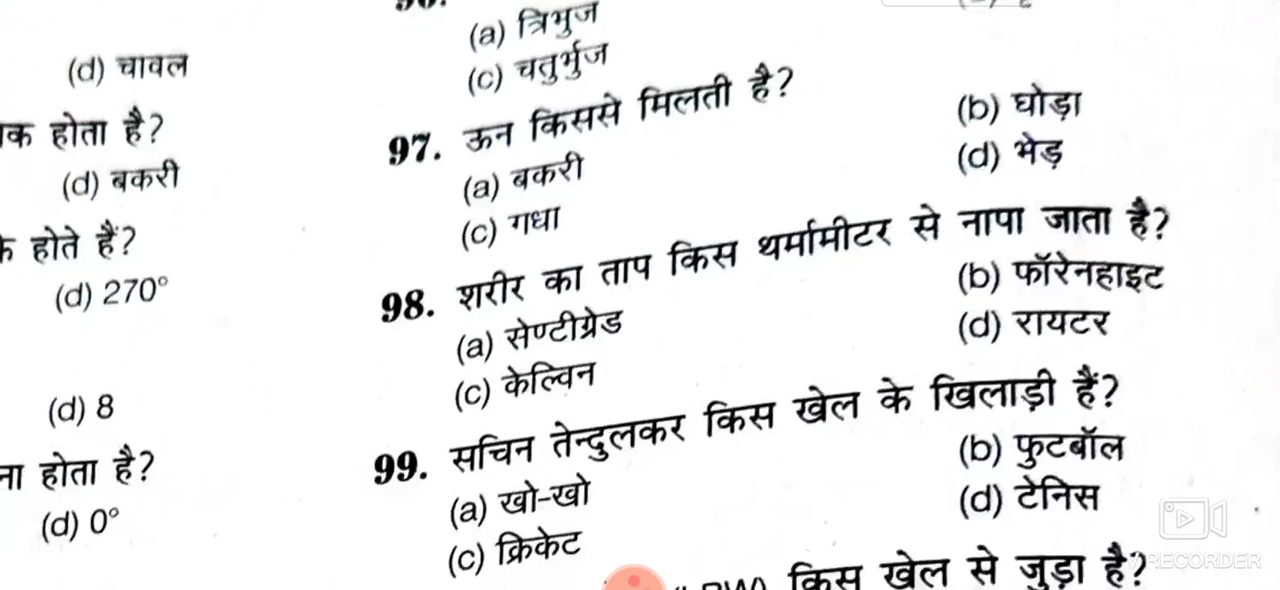 (d) चावल
होता है?
(d) बकरी
होते हैं?
(d) 270°
(d) 8
होता है?
(d) 0°
(a) त्रिभुज
(c) चतुर्भुज
97. ऊन किससे मिलती है?
(a) बकरी (b) घोड़ा
(c) गधा (d) भेड़
98. शरीर का ताप किस थर्मामीटर से नापा जाता है?
(a) सेण्टीग्रेड (b) फॉरेनहाइट
(c) केल्विन (d) रायटर
99. सचिन तेन्दुलकर किस खेल के खिलाड़ी हैं?
(a) खो-खो (b) फुटबॉल
(c) क्रिकेट (d) टेनिस
किस खेल से जुड़ा है?
RECORDER